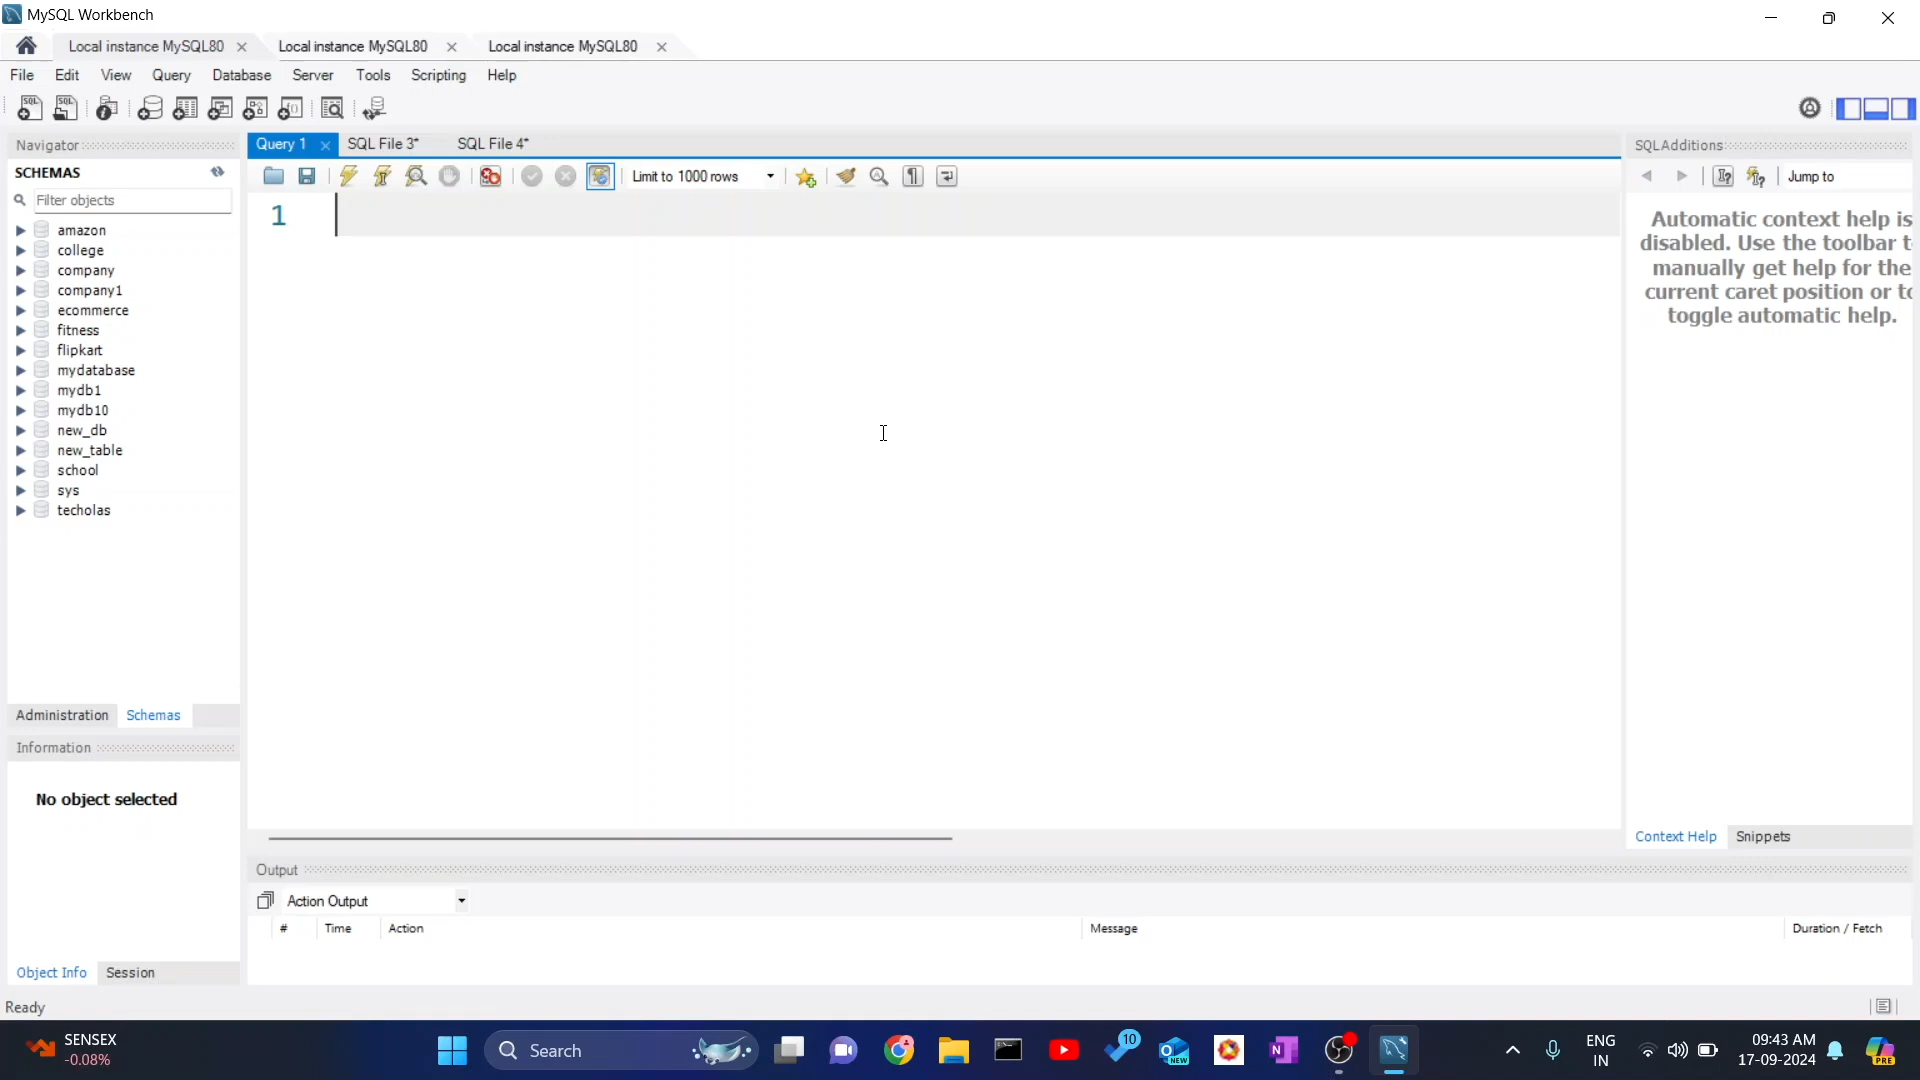 MySQL Workbench
Local instance MySQL80 Local instance MySQL80 Local instance MySQL80
File Edit View Query Database Server Tools Scripting Help
Navigator
SCHEMAS
Filter objects
amazon
college
company
company1
ecommerce
fitness
flipkart
mydatabase
mydb1
mydb10
new_db
new_table
school
sys
techolas
Administration Schemas
Information
No object selected
Object Info Session
Query 1 SQL File 3* SQL File 4*
Limit to 1000 rows
1
SQLAdditions
Jump to
Automatic context help is
disabled. Use the toolbar t
manually get help for the
current caret position or to
toggle automatic help.
Context Help Snippets
Output
Action Output
# Time Action Message Duration / Fetch
Ready
SENSEX
-0.08%
Search
10
NEW
ENG
IN
09:43 AM
17-09-2024
PRE